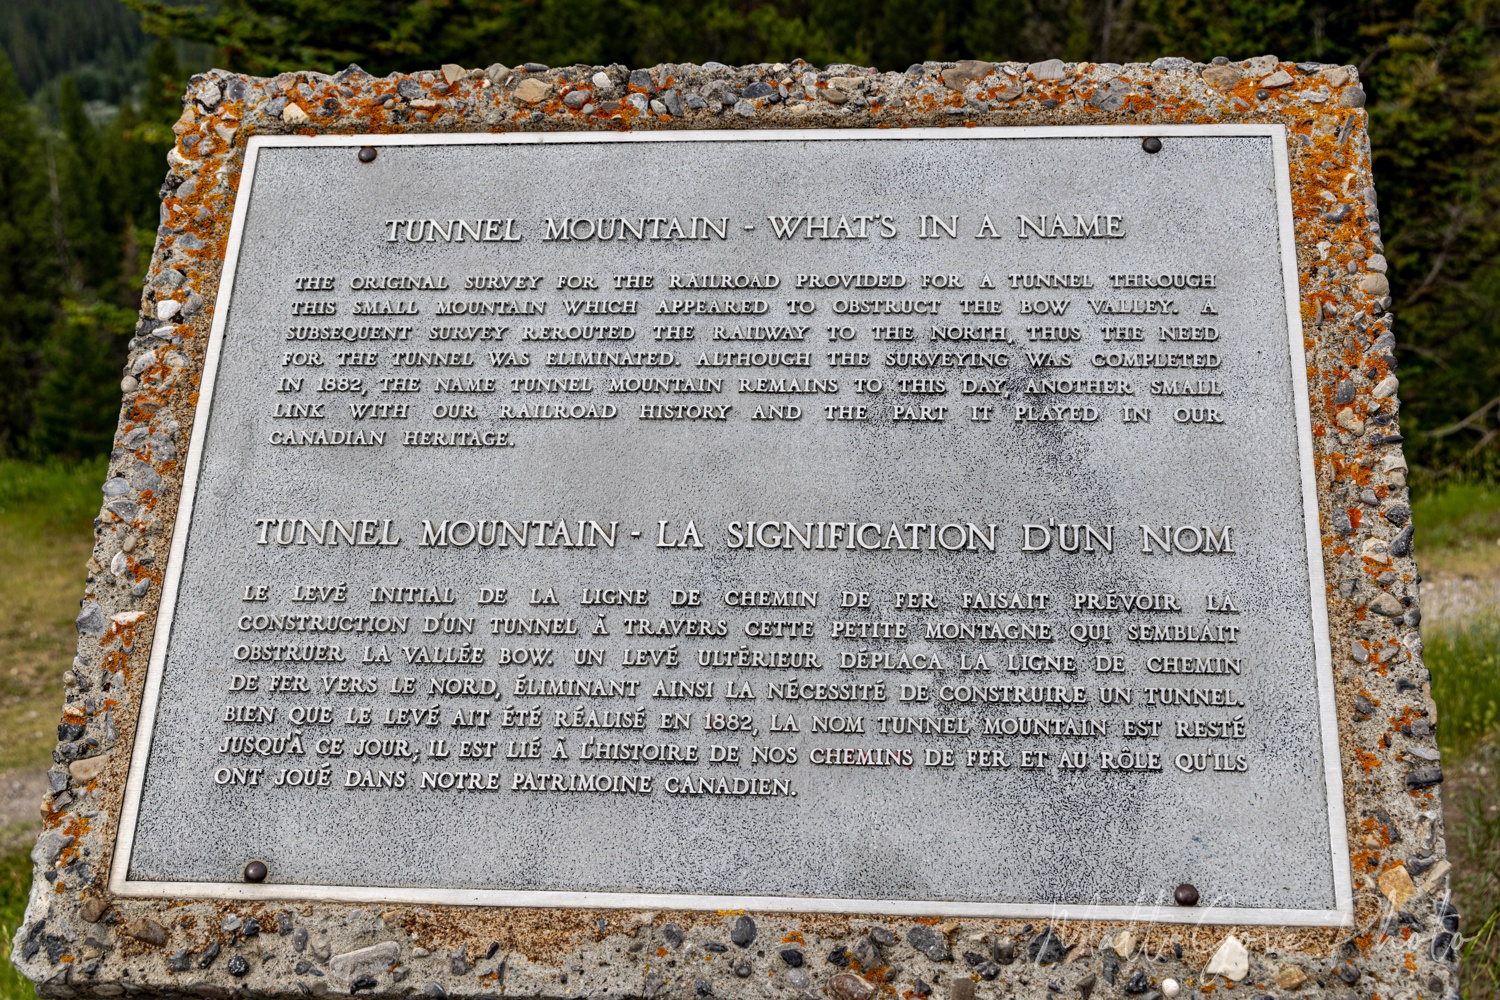 TUNNEL MOUNTAIN - WHAT'S IN A NAME
THE ORIGINAL SURVEY FOR THE RAILROAD PROVIDED FOR A TUNNEL THROUGH
THIS SMALL MOUNTAIN WHICH APPEARED TO OBSTRUCT THE BOW VALLEY. A
SUBSEQUENT SURVEY REROUTED THE RAILWAY TO THE NORTH, THUS THE NEED
FOR THE TUNNEL WAS ELIMINATED. ALTHOUGH THE SURVEYING WAS COMPLETED
IN 1882, THE NAME TUNNEL MOUNTAIN REMAINS TO THIS DAY, ANOTHER SMALL
LINK WITH OUR RAILROAD HISTORY AND THE PART IT PLAYED IN OUR
CANADIAN HERITAGE.
TUNNEL MOUNTAIN - LA SIGNIFICATION D'UN NOM
LE LEVÉ INITIAL DE LA LIGNE DE CHEMIN DE FER FAISAIT PRÉVOIR LA
CONSTRUCTION D'UN TUNNEL À TRAVERS CETTE PETITE MONTAGNE QUI SEMBLAIT
OBSTRUER LA VALLÉE BOW. UN LEVÉ ULTÉRIEUR DÉPLACA LA LIGNE DE CHEMIN
DE FER VERS LE NORD, ÉLIMINANT AINSI LA NÉCESSITÉ DE CONSTRUIRE UN TUNNEL.
BIEN QUE LE LEVÉ AIT ÉTÉ RÉALISÉ EN 1882, LA NOM TUNNEL MOUNTAIN EST RESTÉ
JUSQU'À CE JOUR; IL EST LIÉ À L'HISTOIRE DE NOS CHEMINS DE FER ET AU RÔLE QU'ILS
ONT JOUÉ DANS NOTRE PATRIMOINE CANADIEN.
Photo